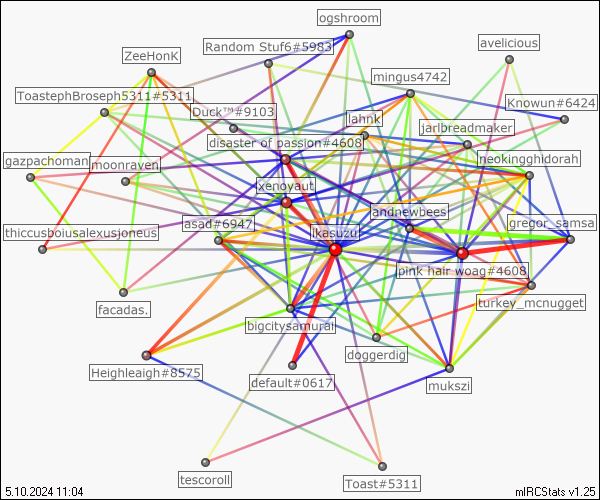 ogshroom
avelicious
Random Stuf6#5983
ZeeHonK
mingus4742
ToastephBroseph5311#5311
Knowun#6424
Duck™#9103
lahnk
jarlbreadmaker
disaster of passion#4608
gazpachoman
moonraven
neokingghidorah
xenoyaut
andnewbees
asad#6947
gregor_samsa
thiccusboiusalexusjoneus
ikasuzu
pink hair woag#4608
facadas.
turkey_mcnugget
bigcitysamurai
doggerdig
Heighleaigh#8575
default#0617
mukszi
tescoroll
Toast#5311
5.10.2024 11:04
mIRCStats v1.25